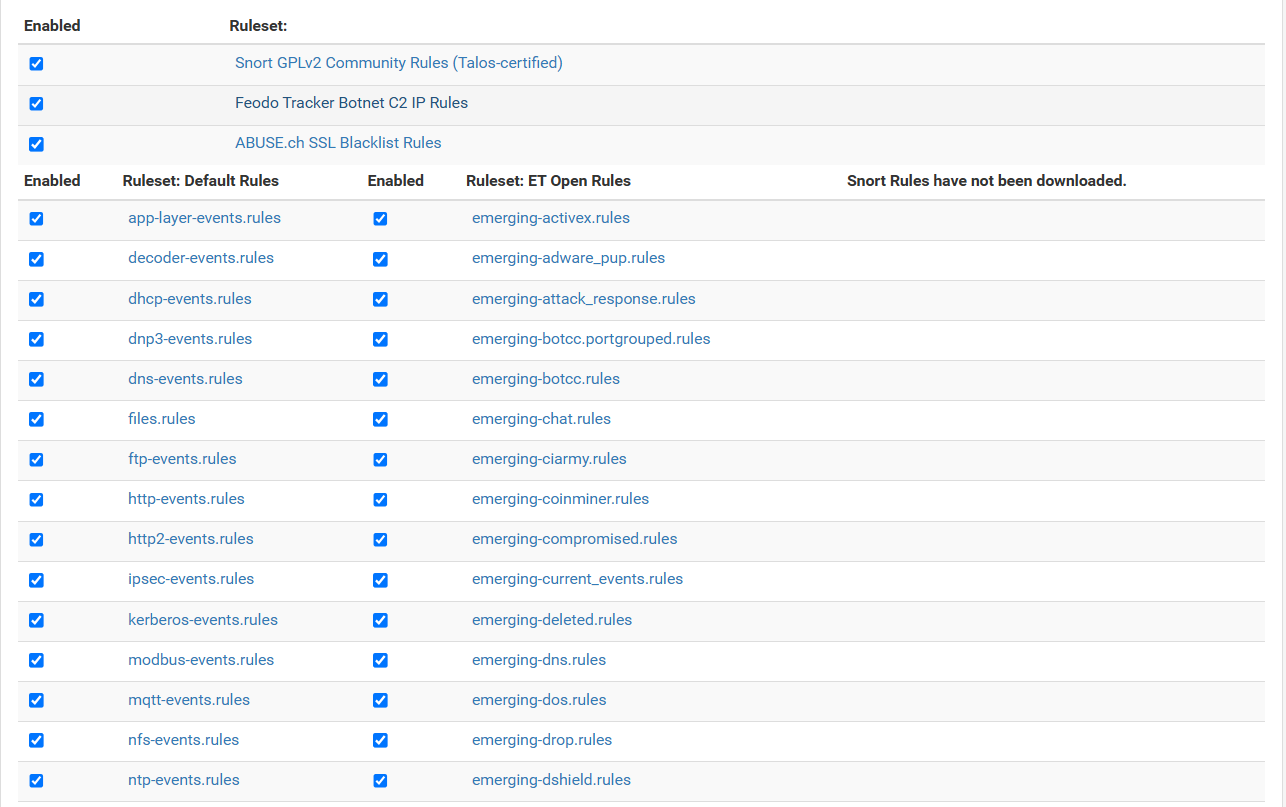 Enabled Ruleset:
Snort GPLv2 Community Rules (Talos-certified)
Feodo Tracker Botnet C2 IP Rules
ABUSE.ch SSL Blacklist Rules
Enabled Ruleset: Default Rules Enabled Ruleset: ET Open Rules Snort Rules have not been downloaded.
app-layer-events.rules emerging-activex.rules
decoder-events.rules emerging-adware_pup.rules
dhcp-events.rules emerging-attack_response.rules
dnp3-events.rules emerging-botcc.portgrouped.rules
dns-events.rules emerging-botcc.rules
files.rules emerging-chat.rules
ftp-events.rules emerging-ciarmy.rules
http-events.rules emerging-coinminer.rules
http2-events.rules emerging-compromised.rules
ipsec-events.rules emerging-current_events.rules
kerberos-events.rules emerging-deleted.rules
modbus-events.rules emerging-dns.rules
mqtt-events.rules emerging-dos.rules
nfs-events.rules emerging-drop.rules
ntp-events.rules emerging-dshield.rules